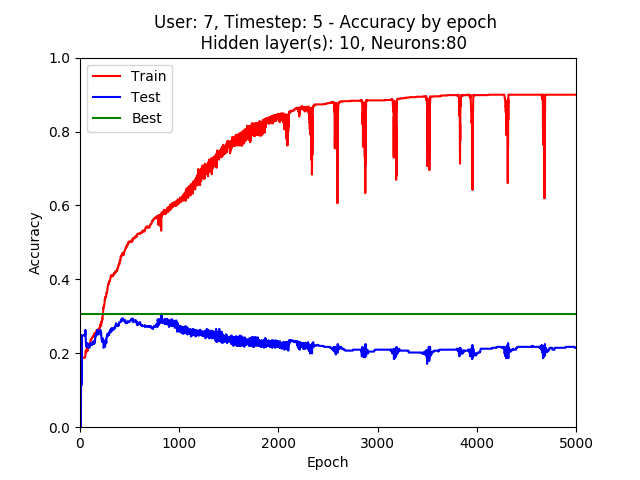 User: 7, Timestep: 5 - Accuracy by epoch
Hidden layer(s): 10, Neurons:80
1.0
0.8
0.6
0.4
0.2
0.0
Accuracy
Train
Test
Best
0 1000 2000 3000 4000 5000
Epoch